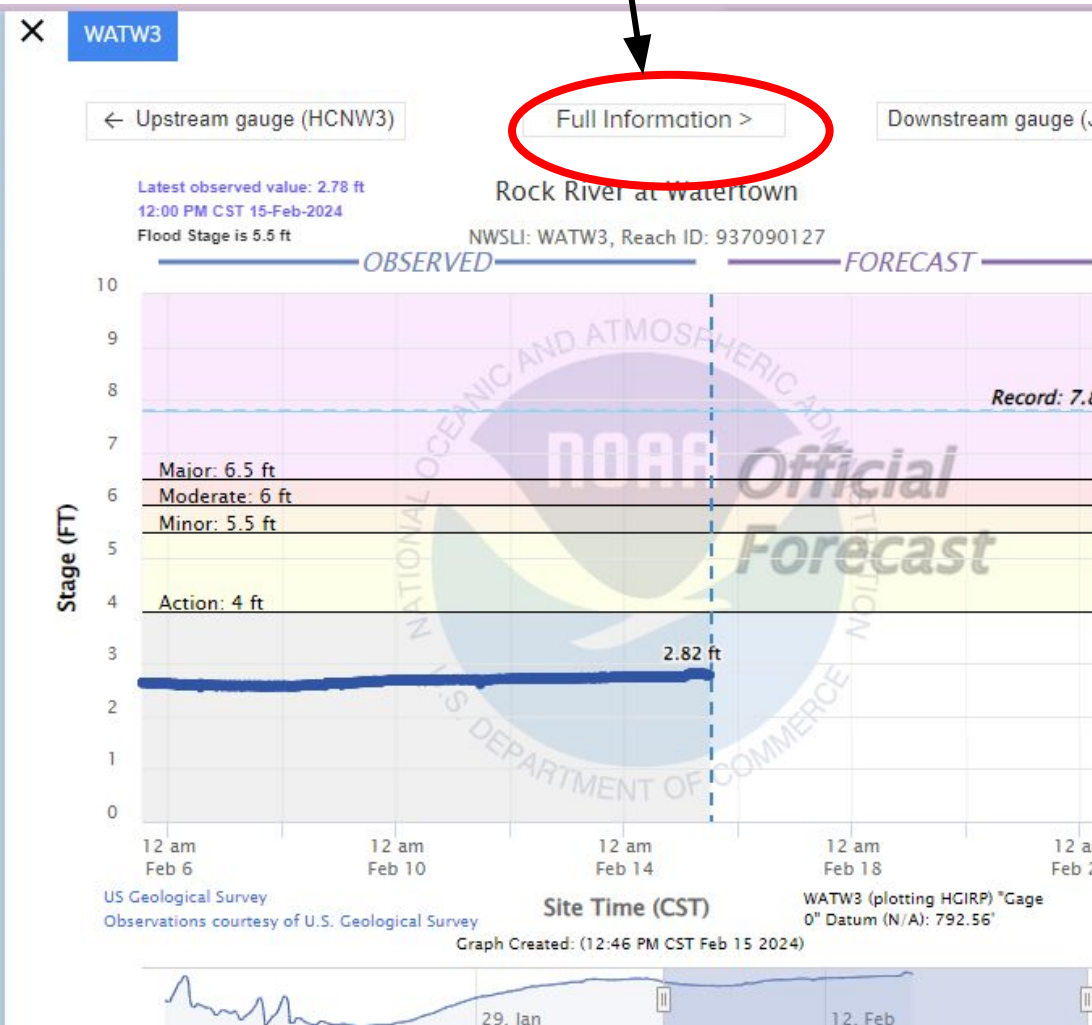 WATW3
← Upstream gauge (HCNW3)
Full Information >
Downstream gauge (
Latest observed value: 2.78 ft
12:00 PM CST 15-Feb-2024
Flood Stage is 5.5 ft
Rock River at Watertown
NWSLI: WATW3, Reach ID: 937090127
OBSERVED
FORECAST
10
9
8
7
6
5
4
3
2
1
0
Stage (FT)
Record: 7.8
Major: 6.5 ft
Moderate: 6 ft
Minor: 5.5 ft
Action: 4 ft
2.82 ft
Official
Forecast
NOAA
NATIONAL OCEANIC AND ATMOSPHERIC ADMINISTRATION
U.S. DEPARTMENT OF COMMERCE
12 am
Feb 6
12 am
Feb 10
12 am
Feb 14
12 am
Feb 18
12 a
Feb 2
US Geological Survey
Observations courtesy of U.S. Geological Survey
Site Time (CST)
WATW3 (plotting HGIRP) "Gage
0" Datum (N/A): 792.56'
Graph Created: (12:46 PM CST Feb 15 2024)
29. Jan
12. Feb